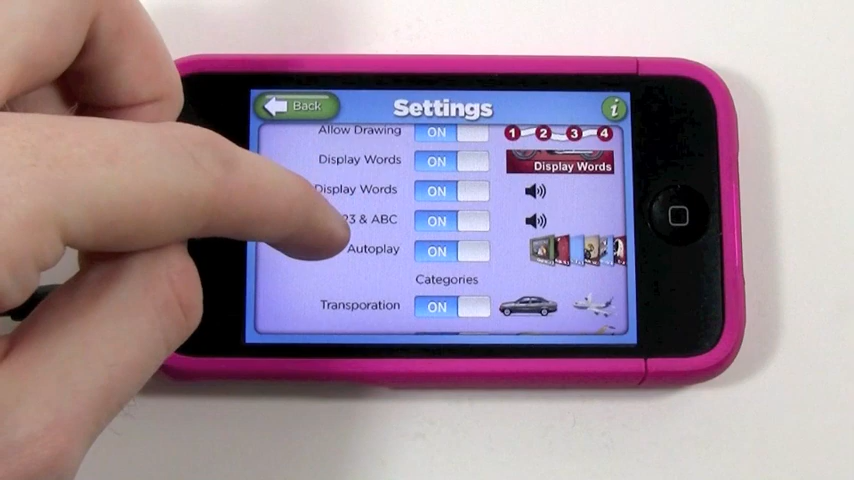 Back
Settings
i
Allow Drawing ON 1 2 3 4
Display Words ON Display Words
Display Words ON
23 & ABC ON
Autoplay ON
Categories
Transporation ON